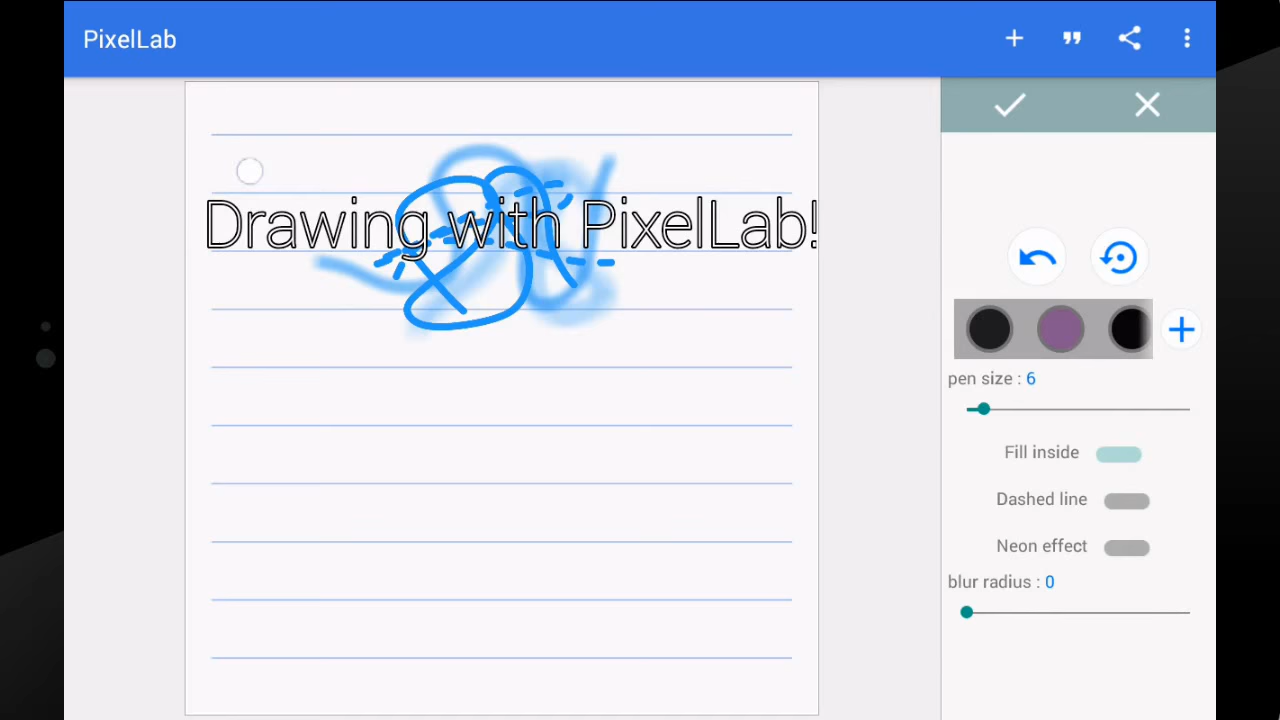 PixelLab
Drawing with PixelLab!
pen size : 6
Fill inside
Dashed line
Neon effect
blur radius : 0